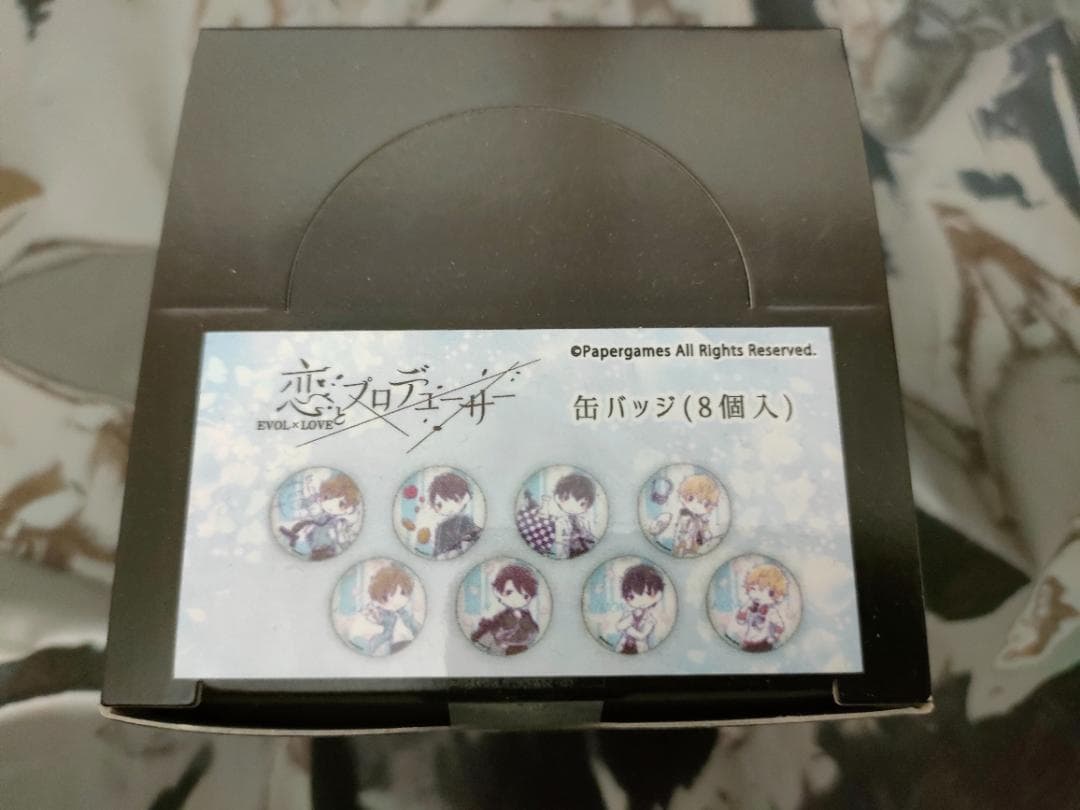 ©Papergames All Rights Reserved.
恋とプロデューサー
EVOL×LOVE
缶バッジ(8個入)